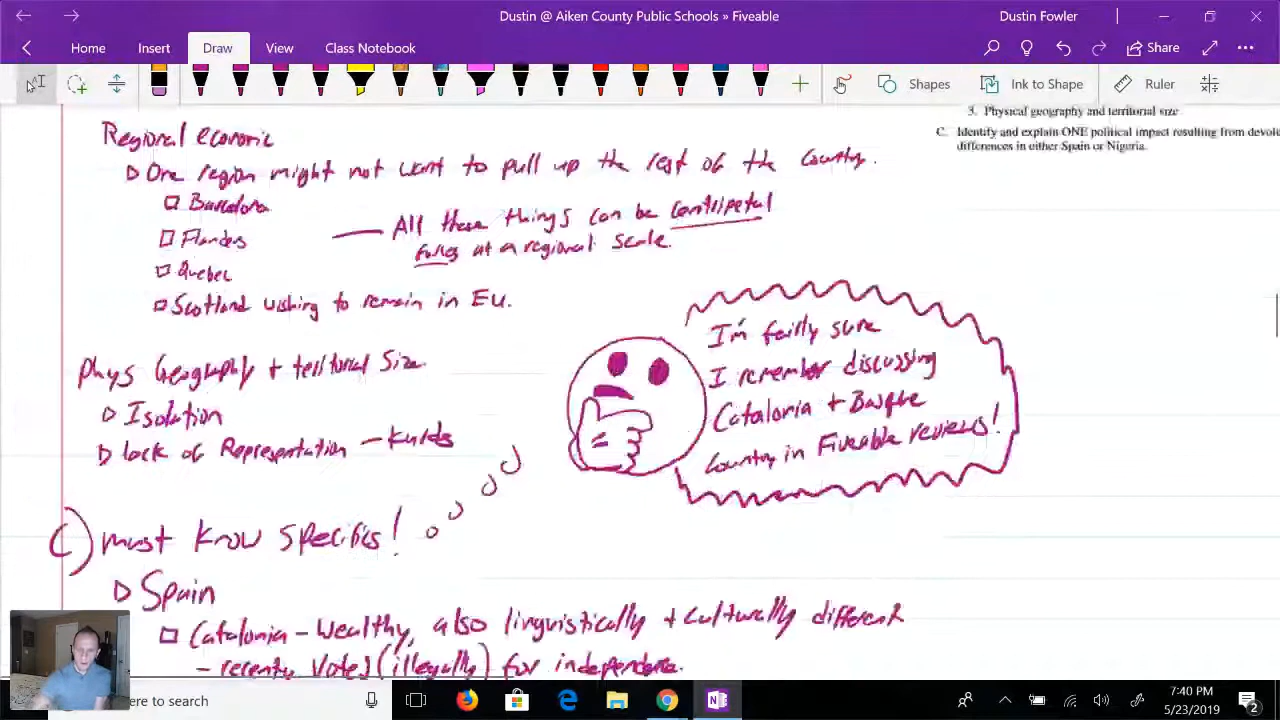 Dustin @ Aiken County Public Schools » Fiveable
Dustin Fowler
Home Insert Draw View Class Notebook
Share
Shapes Ink to Shape Ruler
3. Physical geography and territorial size
C. Identify and explain ONE political impact resulting from devolu
differences in either Spain or Nigeria.
Regional economic
One region might not want to pull up the rest of the country.
Barcelona
Flanders
Quebec
Scotland wishing to remain in EU.
— All these things can be centripetal
forces at a regional scale.
Phys Geography + territorial Size
Isolation
lack of Representation - Kurds
I'm fairly sure
I remember discussing
Catalonia + Basque
Country in Fiveable reviews!
C) must know specifics!
Spain
Catalonia - Wealthy, also linguistically + culturally different
- recently voted (illegally) for independence.
here to search
7:40 PM
5/23/2019
2